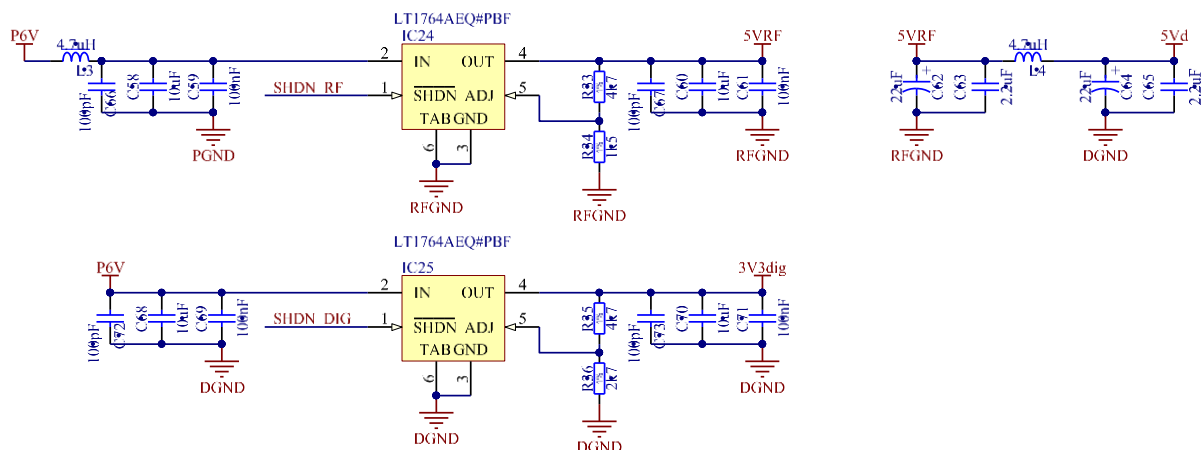 LT1764AEQ#PBF
IC24
P6V
4.7uH
L3
100pF
C66
C58
10uF
C59
100nF
PGND
SHDN_RF
2
IN
OUT
4
1
SHDN
ADJ
5
TAB
GND
6
3
RFGND
R33
4k7
1%
R34
1k5
1%
RFGND
100pF
C67
C60
10uF
C61
100nF
5VRF
RFGND
5VRF
22uF
C62
C63
2.2uF
RFGND
4.7uH
L4
5Vd
22uF
C64
C65
2.2uF
DGND
LT1764AEQ#PBF
IC25
P6V
100pF
C72
C68
10uF
C69
100nF
DGND
SHDN_DIG
2
IN
OUT
4
1
SHDN
ADJ
5
TAB
GND
6
3
DGND
R35
4k7
1%
R36
2k7
1%
DGND
100pF
C73
C70
10uF
C71
100nF
3V3dig
DGND